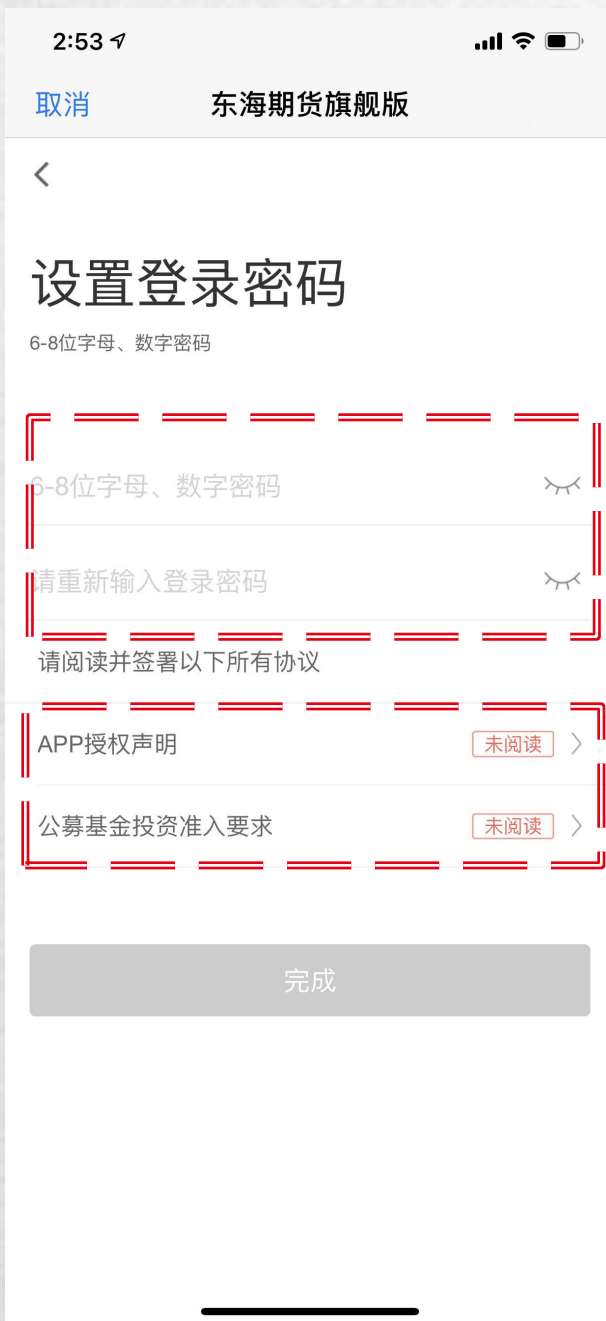 2:53
取消 东海期货旗舰版
设置登录密码
6-8位字母、数字密码
6-8位字母、数字密码
请重新输入登录密码
请阅读并签署以下所有协议
APP授权声明 未阅读
公募基金投资准入要求 未阅读
完成